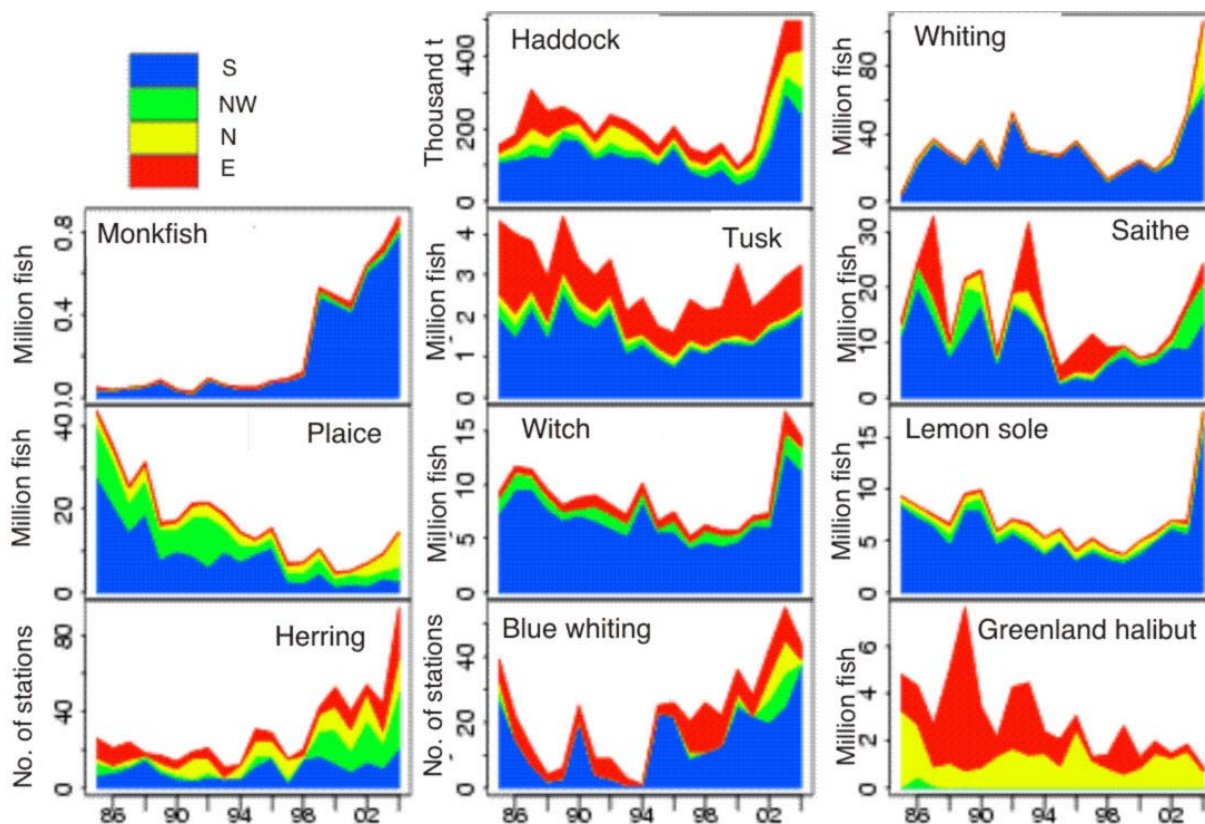 S
NW
N
E
Haddock
Thousand t
0
200
400
Whiting
Million fish
0
40
80
Monkfish
Million fish
0.0
0.4
0.8
Tusk
Million fish
0
1
2
3
4
Saithe
Million fish
0
10
20
30
Plaice
Million fish
0
20
40
Witch
Million fish
0
5
10
15
Lemon sole
Million fish
0
5
10
15
Herring
No. of stations
0
40
80
86 90 94 98 02
Blue whiting
No. of stations
0
20
40
86 90 94 98 02
Greenland halibut
Million fish
0
2
4
6
86 90 94 98 02